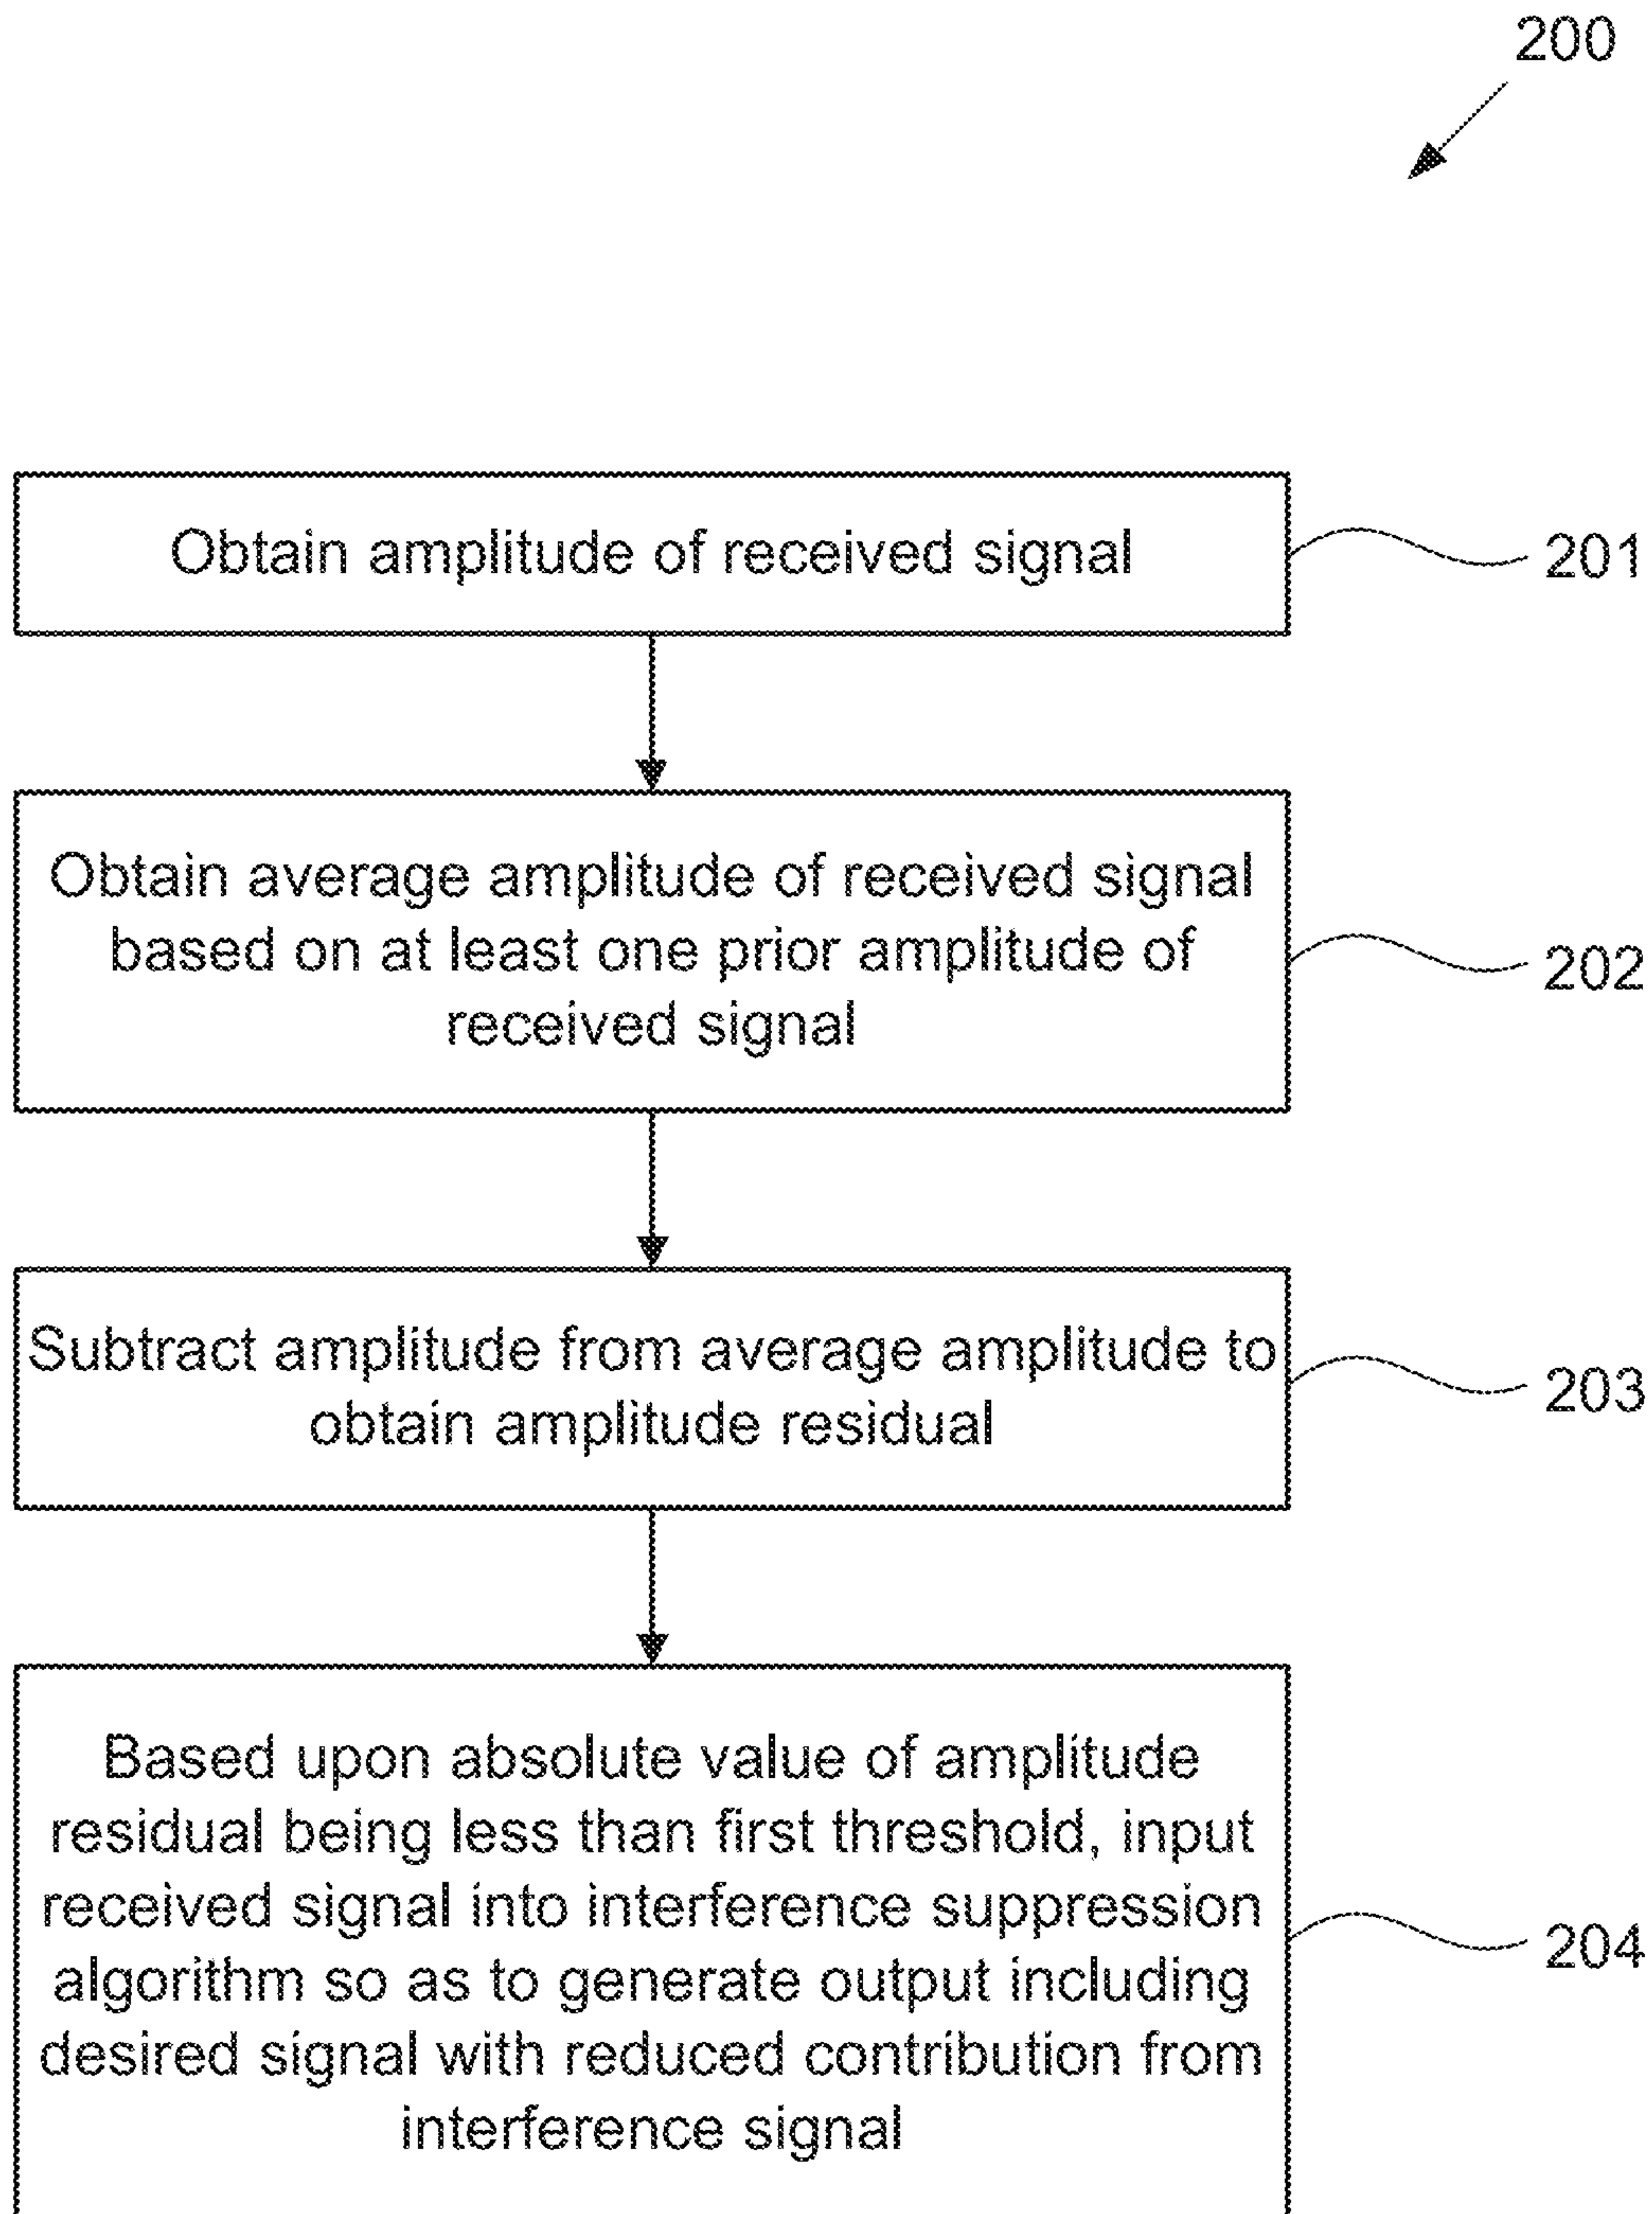 200
Obtain amplitude of received signal
201
Obtain average amplitude of received signal
based on at least one prior amplitude of
received signal
202
Subtract amplitude from average amplitude to
obtain amplitude residual
203
Based upon absolute value of amplitude
residual being less than first threshold, input
received signal into interference suppression
algorithm so as to generate output including
desired signal with reduced contribution from
interference signal
204